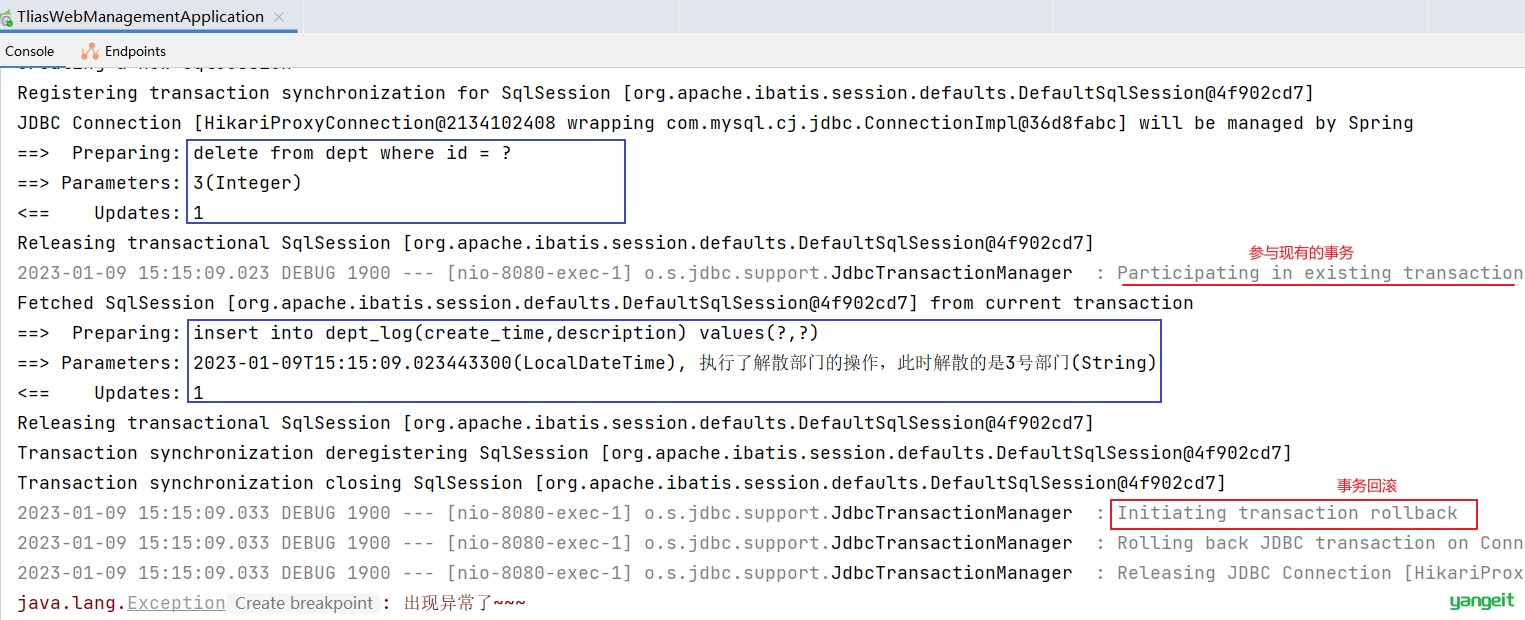 TliasWebManagementApplication
Console Endpoints
Creating a new SqlSession
Registering transaction synchronization for SqlSession [org.apache.ibatis.session.defaults.DefaultSqlSession@4f902cd7]
JDBC Connection [HikariProxyConnection@2134102408 wrapping com.mysql.cj.jdbc.ConnectionImpl@36d8fabc] will be managed by Spring
==>  Preparing: delete from dept where id = ?
==> Parameters: 3(Integer)
<==    Updates: 1
Releasing transactional SqlSession [org.apache.ibatis.session.defaults.DefaultSqlSession@4f902cd7]
参与现有的事务
2023-01-09 15:15:09.023 DEBUG 1900 --- [nio-8080-exec-1] o.s.jdbc.support.JdbcTransactionManager  : Participating in existing transaction
Fetched SqlSession [org.apache.ibatis.session.defaults.DefaultSqlSession@4f902cd7] from current transaction
==>  Preparing: insert into dept_log(create_time,description) values(?,?)
==> Parameters: 2023-01-09T15:15:09.023443300(LocalDateTime), 执行了解散部门的操作，此时解散的是3号部门(String)
<==    Updates: 1
Releasing transactional SqlSession [org.apache.ibatis.session.defaults.DefaultSqlSession@4f902cd7]
Transaction synchronization deregistering SqlSession [org.apache.ibatis.session.defaults.DefaultSqlSession@4f902cd7]
Transaction synchronization closing SqlSession [org.apache.ibatis.session.defaults.DefaultSqlSession@4f902cd7]
事务回滚
2023-01-09 15:15:09.033 DEBUG 1900 --- [nio-8080-exec-1] o.s.jdbc.support.JdbcTransactionManager  : Initiating transaction rollback
2023-01-09 15:15:09.033 DEBUG 1900 --- [nio-8080-exec-1] o.s.jdbc.support.JdbcTransactionManager  : Rolling back JDBC transaction on Conn
2023-01-09 15:15:09.033 DEBUG 1900 --- [nio-8080-exec-1] o.s.jdbc.support.JdbcTransactionManager  : Releasing JDBC Connection [HikariProx
java.lang.Exception Create breakpoint : 出现异常了~~~
yangeit